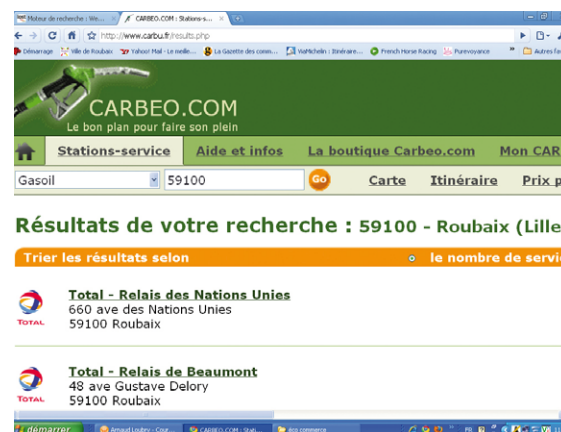 Moteur de recherche : We...
CARBEO.COM : Stations-s...
http://www.carbu.fr/results.php
Démarrage Ville de Roubaix Yahoo! Mail - Le meille... La Gazette des comm... ViaMichelin : Itinéraire... French Horse Racing Purevoyance Autres fa
CARBEO.COM
Le bon plan pour faire son plein
Stations-service Aide et infos La boutique Carbeo.com Mon CAR
Gasoil 59100 Go Carte Itinéraire Prix p
Résultats de votre recherche : 59100 - Roubaix (Lille
Trier les résultats selon le nombre de servi
Total - Relais des Nations Unies
660 ave des Nations Unies
TOTAL 59100 Roubaix
Total - Relais de Beaumont
48 ave Gustave Delory
TOTAL 59100 Roubaix
démarrer Arnaud Loubry - Cour... CARBEO.COM : Stati... éco commerce FR